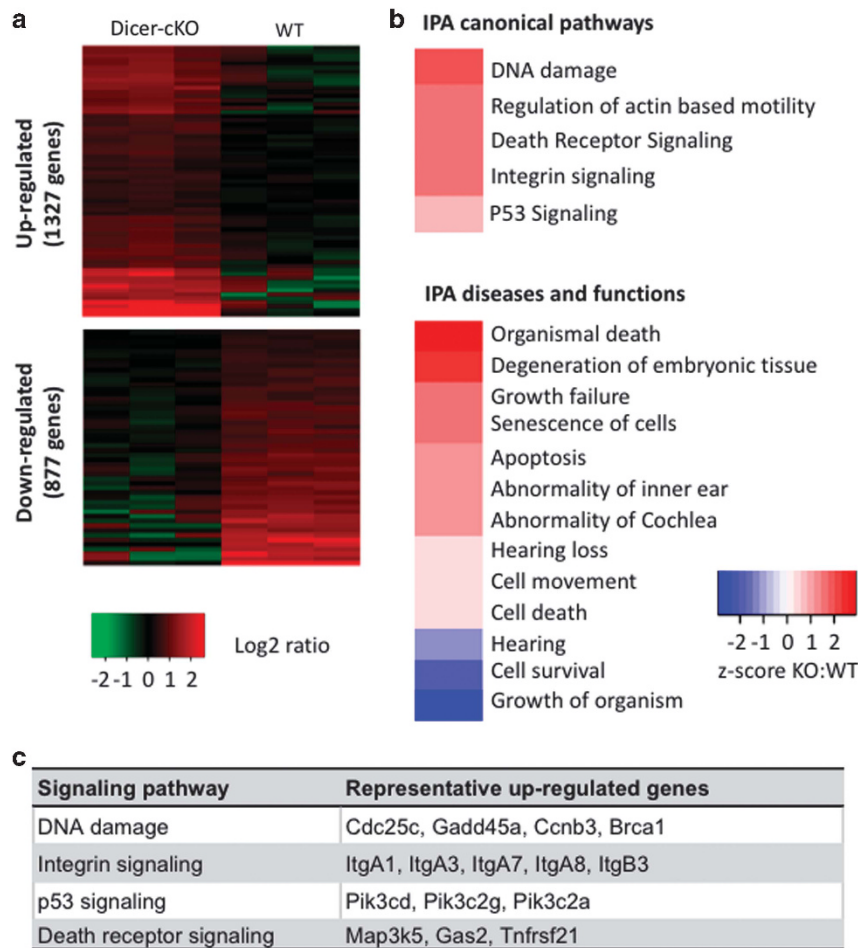 a
Dicer-cKO WT
Up-regulated
(1327 genes)
Down-regulated
(877 genes)
-2 -1 0 1 2
Log2 ratio
b
IPA canonical pathways
DNA damage
Regulation of actin based motility
Death Receptor Signaling
Integrin signaling
P53 Signaling
IPA diseases and functions
Organismal death
Degeneration of embryonic tissue
Growth failure
Senescence of cells
Apoptosis
Abnormality of inner ear
Abnormality of Cochlea
Hearing loss
Cell movement
Cell death
Hearing
Cell survival
Growth of organism
-2 -1 0 1 2
z-score KO:WT
c
Signaling pathway Representative up-regulated genes
DNA damage Cdc25c, Gadd45a, Ccnb3, Brca1
Integrin signaling ItgA1, ItgA3, ItgA7, ItgA8, ItgB3
p53 signaling Pik3cd, Pik3c2g, Pik3c2a
Death receptor signaling Map3k5, Gas2, Tnfrsf21